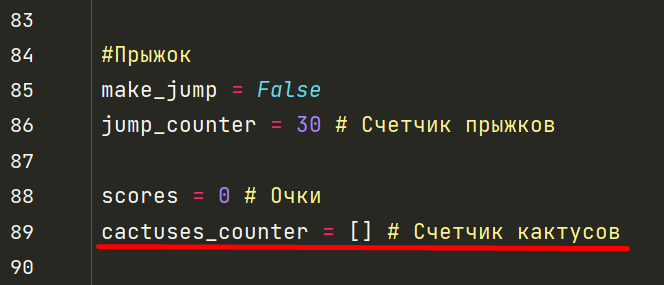 83
84 #Прыжок
85 make_jump = False
86 jump_counter = 30 # Счетчик прыжков
87
88 scores = 0 # Очки
89 cactuses_counter = [] # Счетчик кактусов
90